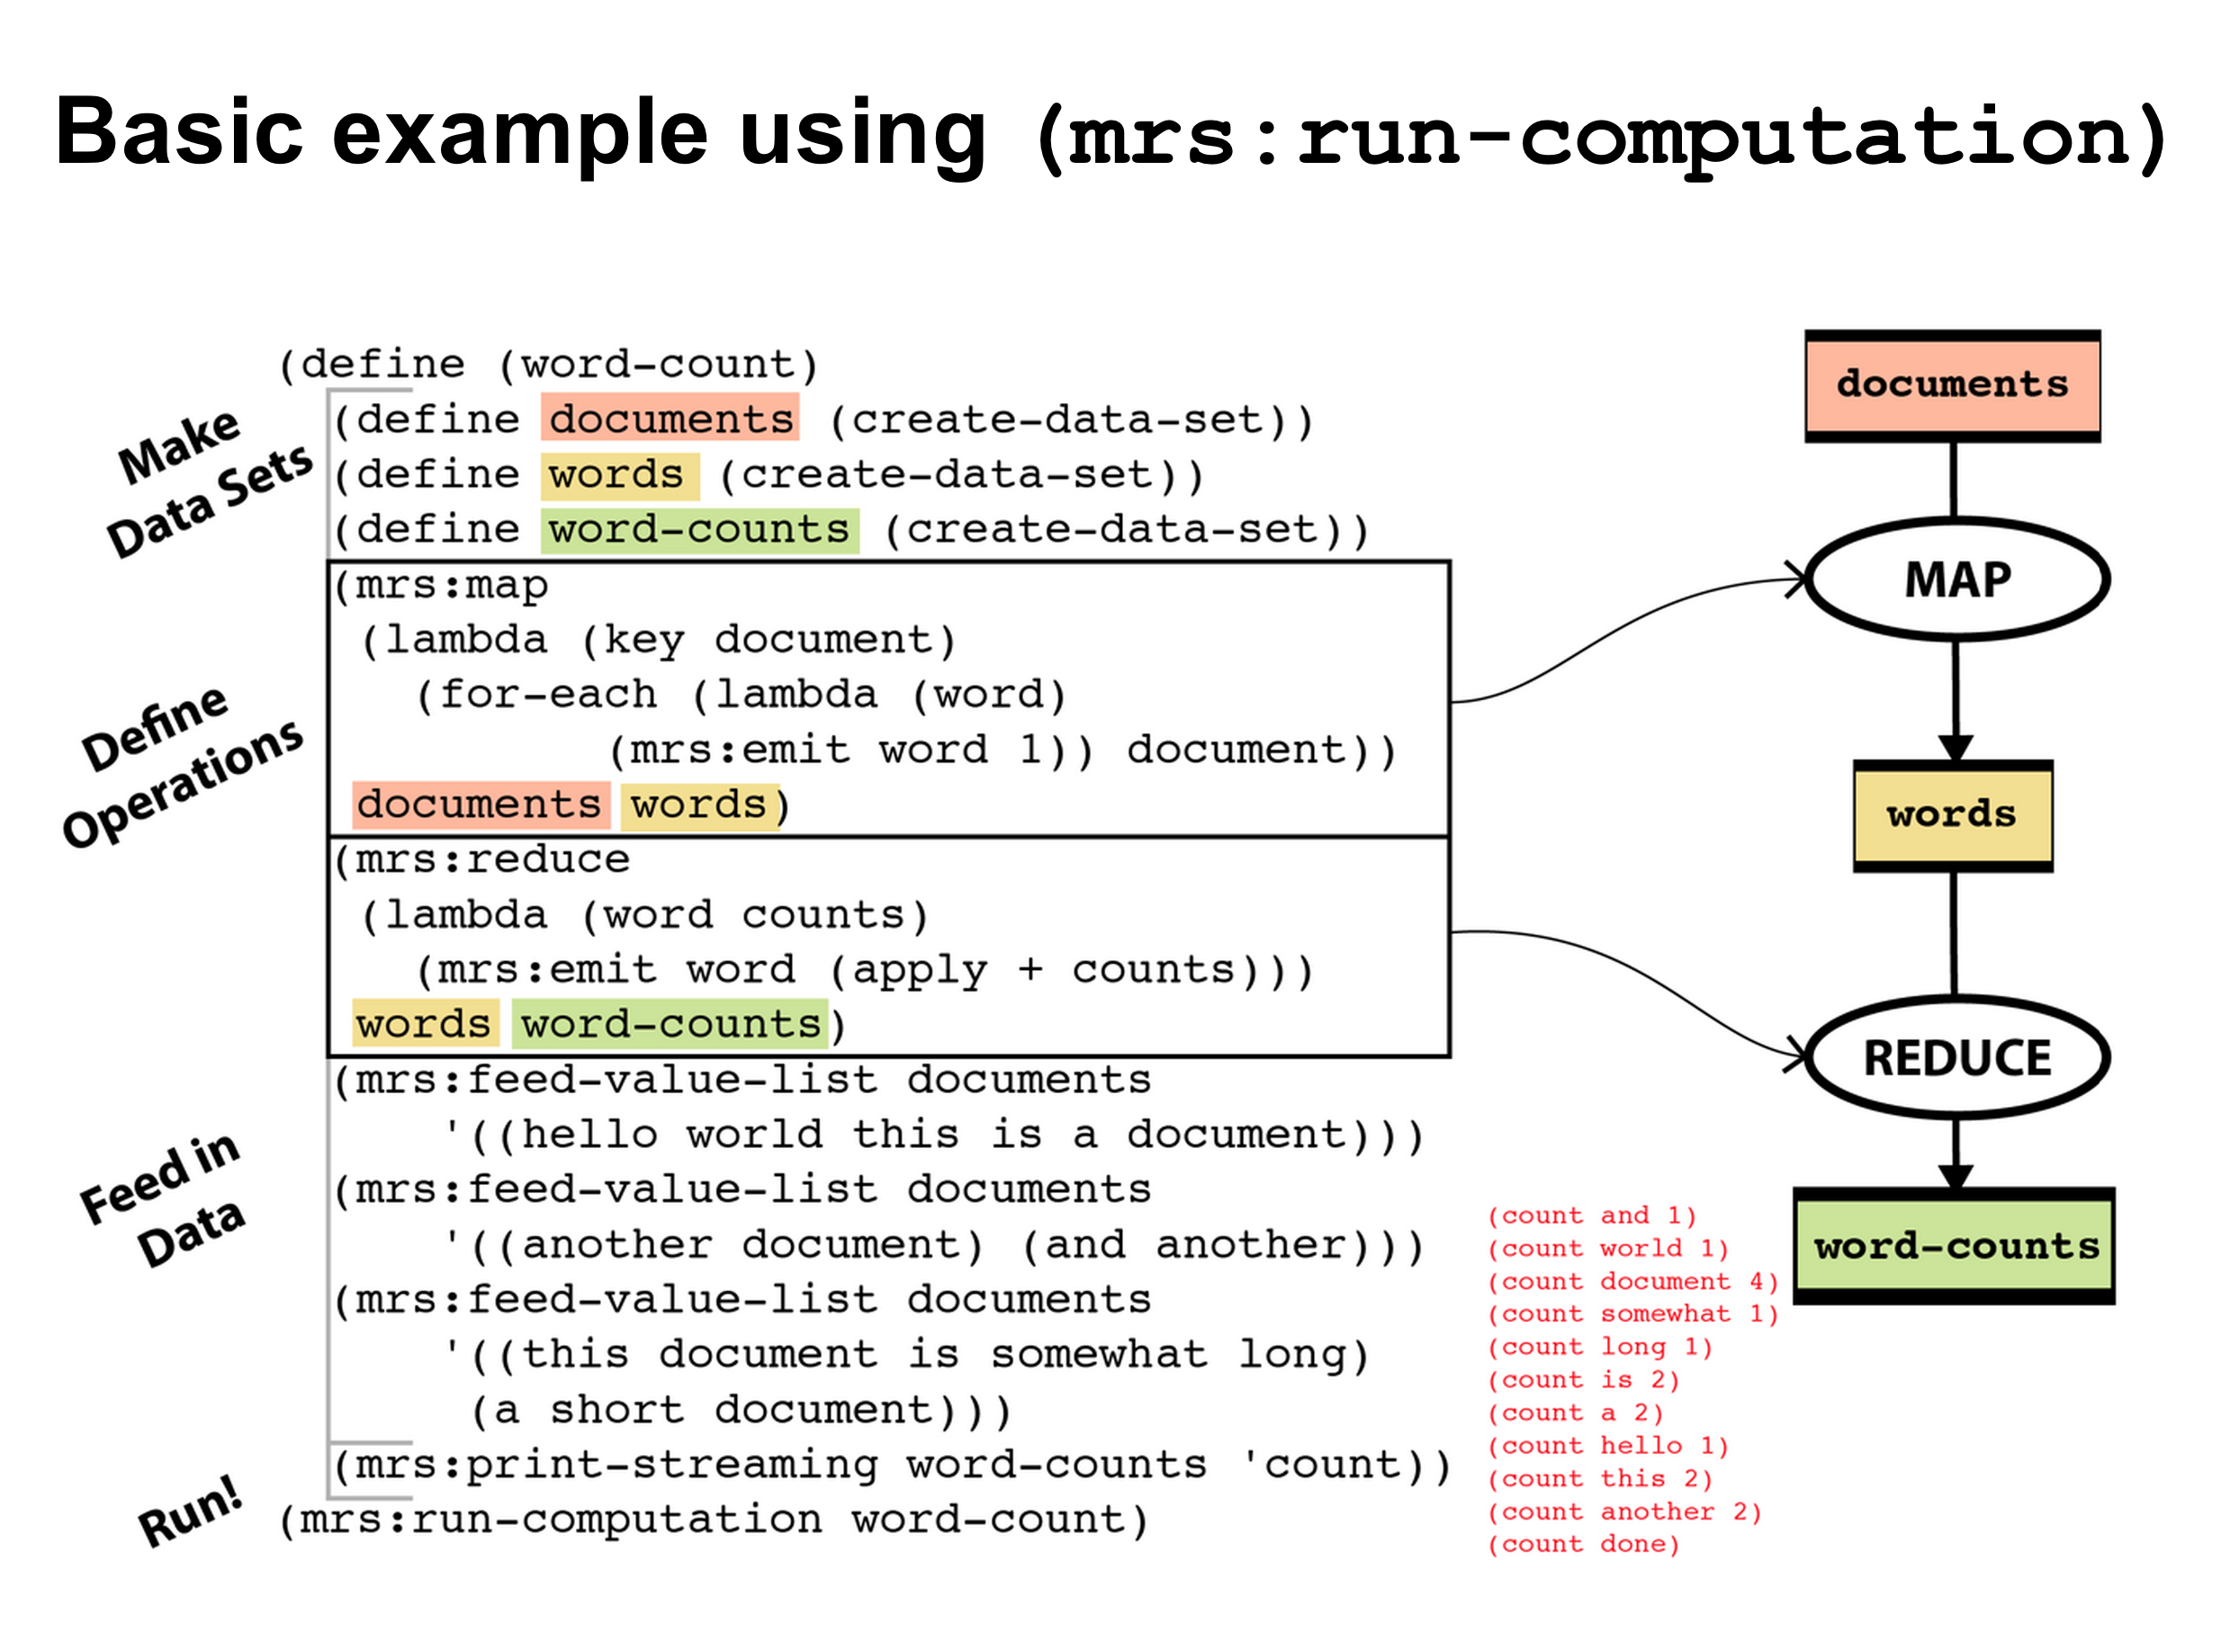 Basic example using (mrs:run-computation)
Make
Data Sets
Define
Operations
Feed in
Data
Run!
(define (word-count)
(define documents (create-data-set))
(define words (create-data-set))
(define word-counts (create-data-set))
(mrs:map
(lambda (key document)
(for-each (lambda (word)
(mrs:emit word 1)) document))
documents words)
(mrs:reduce
(lambda (word counts)
(mrs:emit word (apply + counts)))
words word-counts)
(mrs:feed-value-list documents
'((hello world this is a document)))
(mrs:feed-value-list documents
'((another document) (and another)))
(mrs:feed-value-list documents
'((this document is somewhat long)
(a short document)))
(mrs:print-streaming word-counts 'count))
(mrs:run-computation word-count)
(count and 1)
(count world 1)
(count document 4)
(count somewhat 1)
(count long 1)
(count is 2)
(count a 2)
(count hello 1)
(count this 2)
(count another 2)
(count done)
documents
MAP
words
REDUCE
word-counts